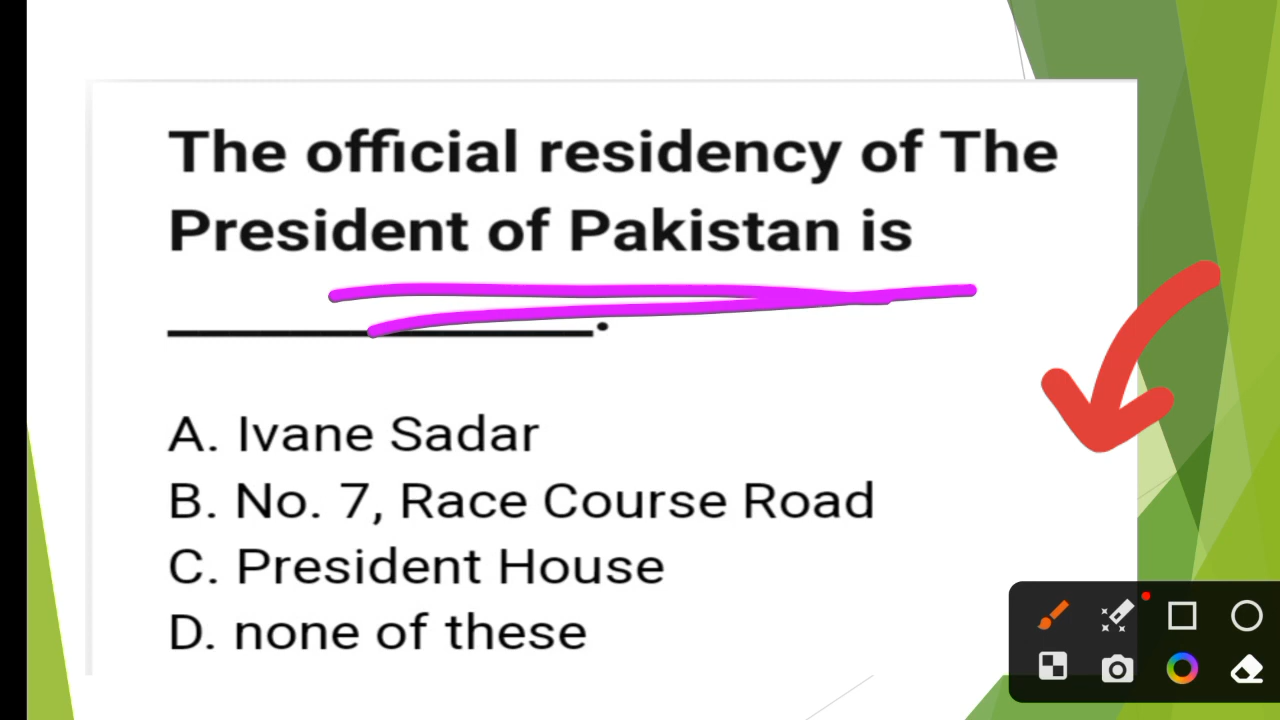 The official residency of The
President of Pakistan is
____________________.
A. Ivane Sadar
B. No. 7, Race Course Road
C. President House
D. none of these